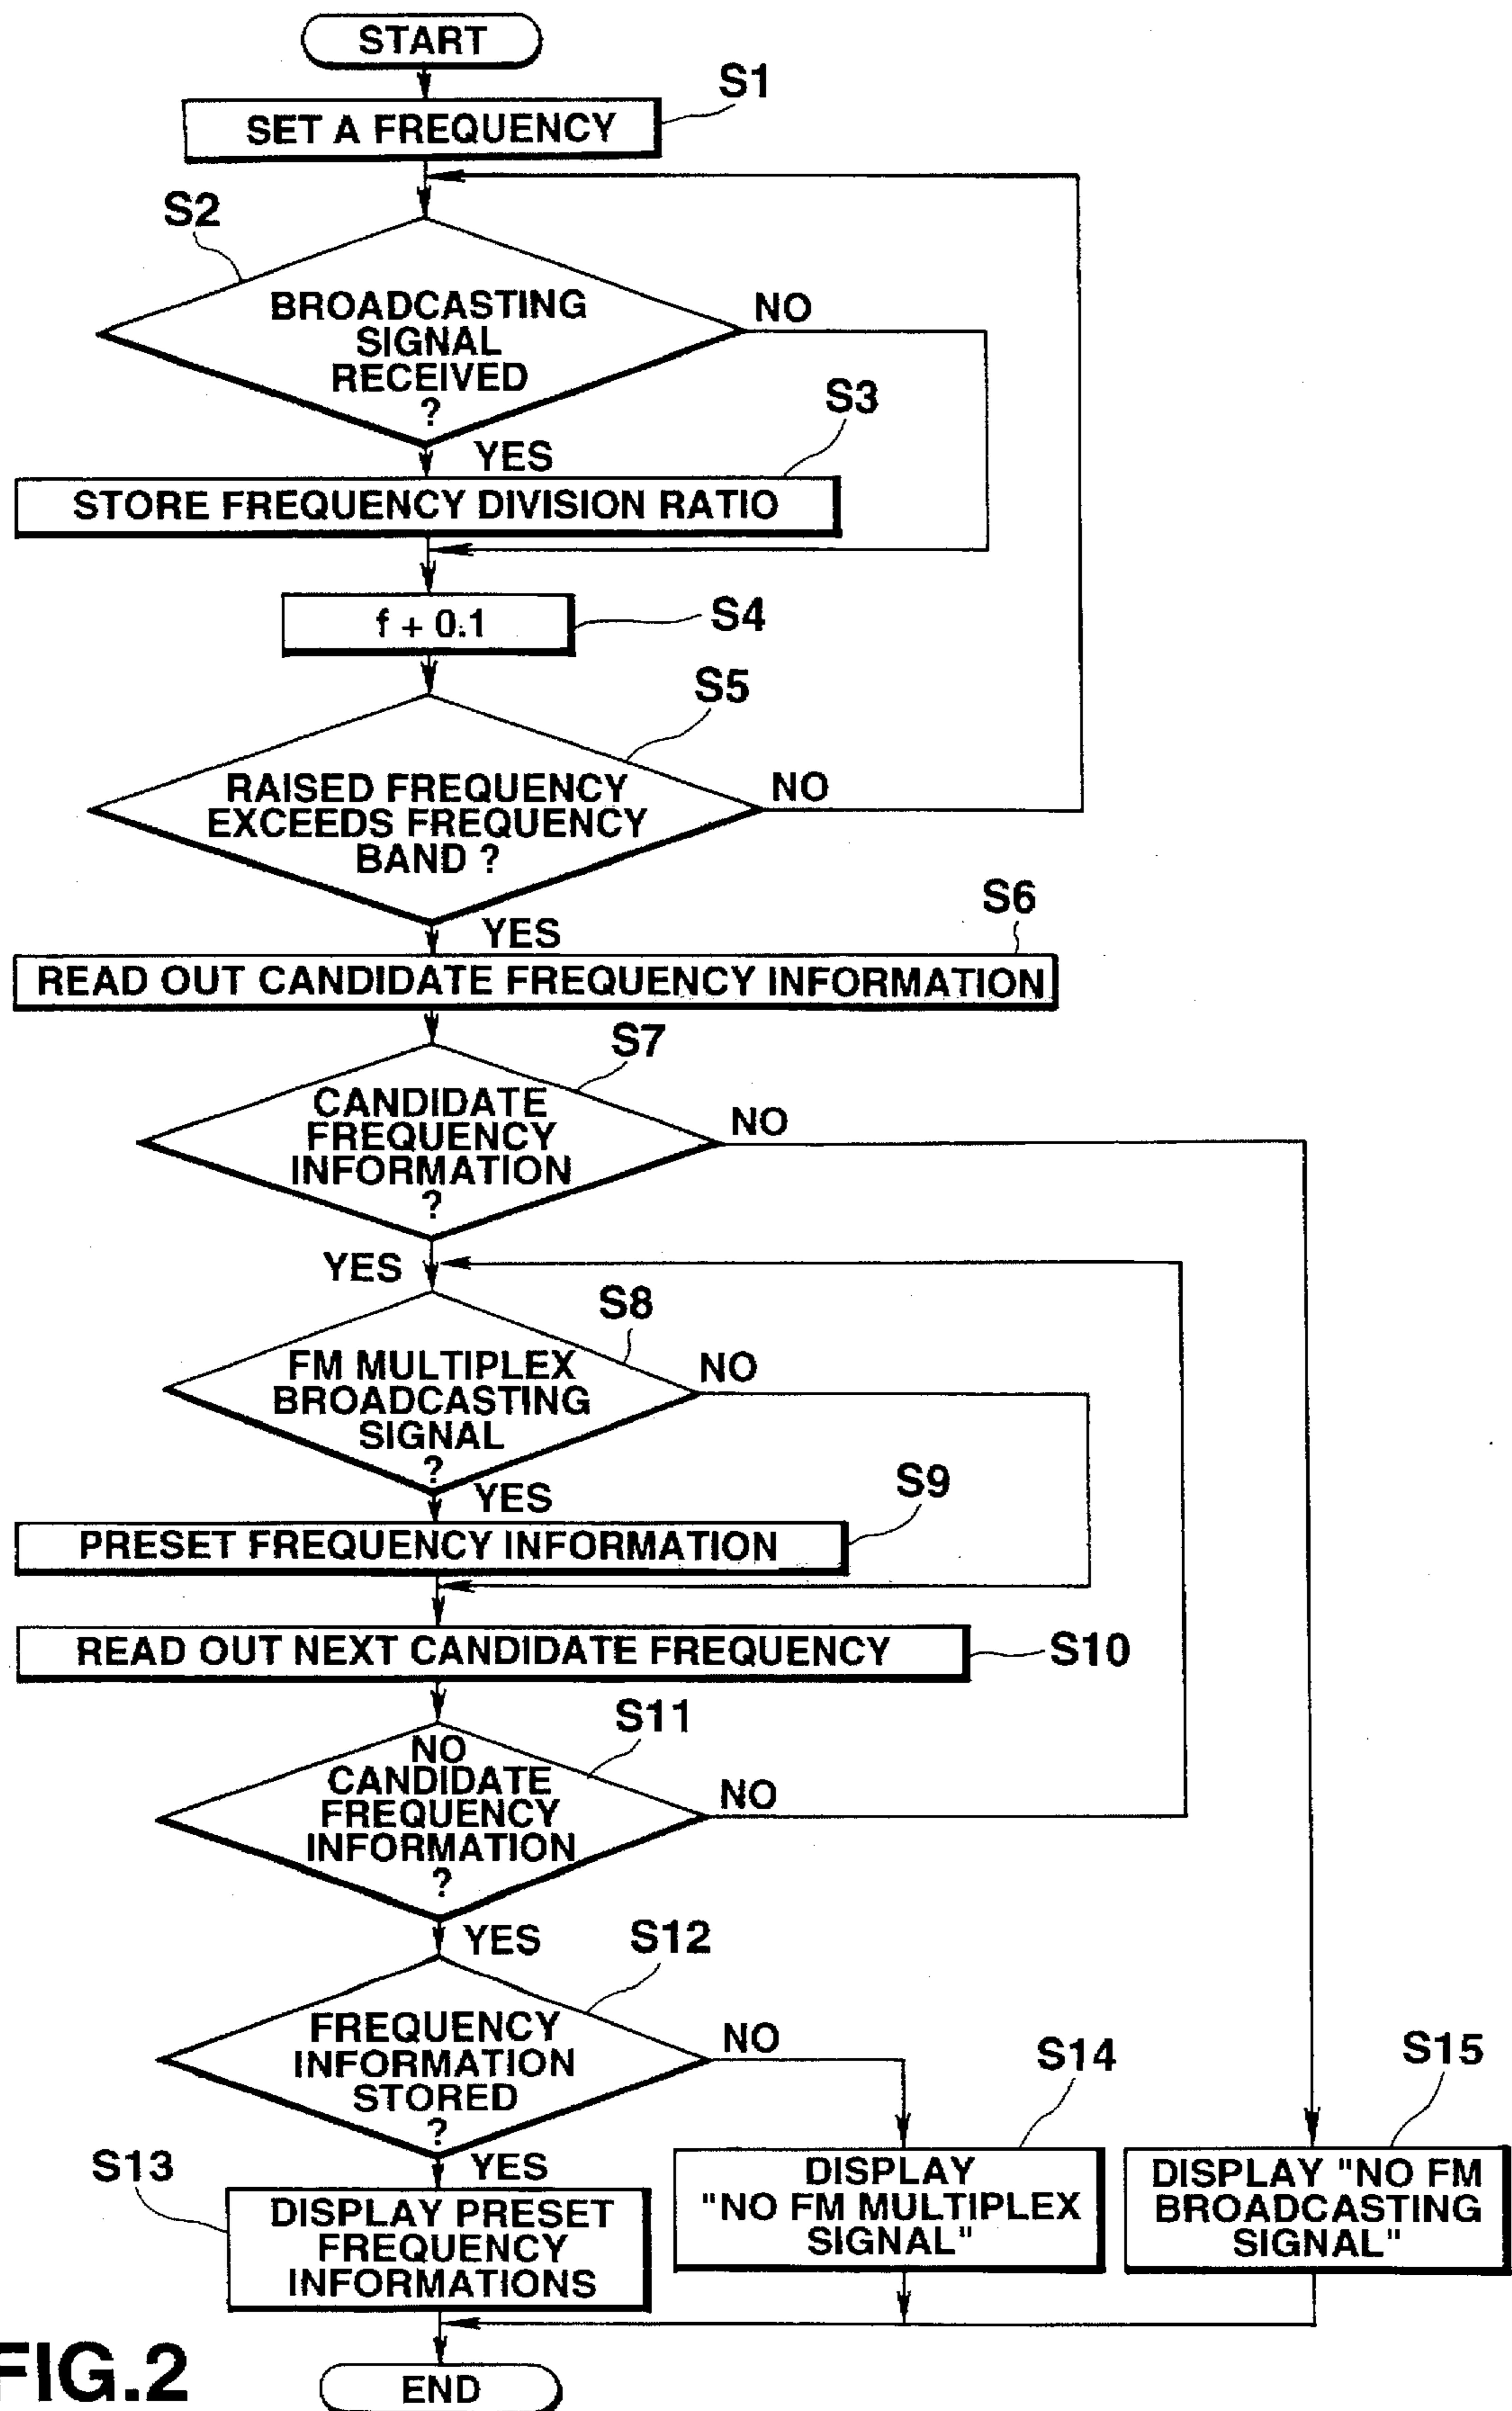 START
S1
SET A FREQUENCY
S2
BROADCASTING
SIGNAL
RECEIVED
?
NO
YES
S3
STORE FREQUENCY DIVISION RATIO
f + 0.1
S4
S5
RAISED FREQUENCY
EXCEEDS FREQUENCY
BAND ?
NO
YES
S6
READ OUT CANDIDATE FREQUENCY INFORMATION
S7
CANDIDATE
FREQUENCY
INFORMATION
?
NO
YES
S8
FM MULTIPLEX
BROADCASTING
SIGNAL
?
NO
YES
S9
PRESET FREQUENCY INFORMATION
READ OUT NEXT CANDIDATE FREQUENCY
S10
S11
NO
CANDIDATE
FREQUENCY
INFORMATION
?
NO
YES
S12
FREQUENCY
INFORMATION
STORED
?
NO
YES
S13
DISPLAY PRESET
FREQUENCY
INFORMATIONS
S14
DISPLAY
"NO FM MULTIPLEX
SIGNAL"
S15
DISPLAY "NO FM
BROADCASTING
SIGNAL"
END
FIG.2